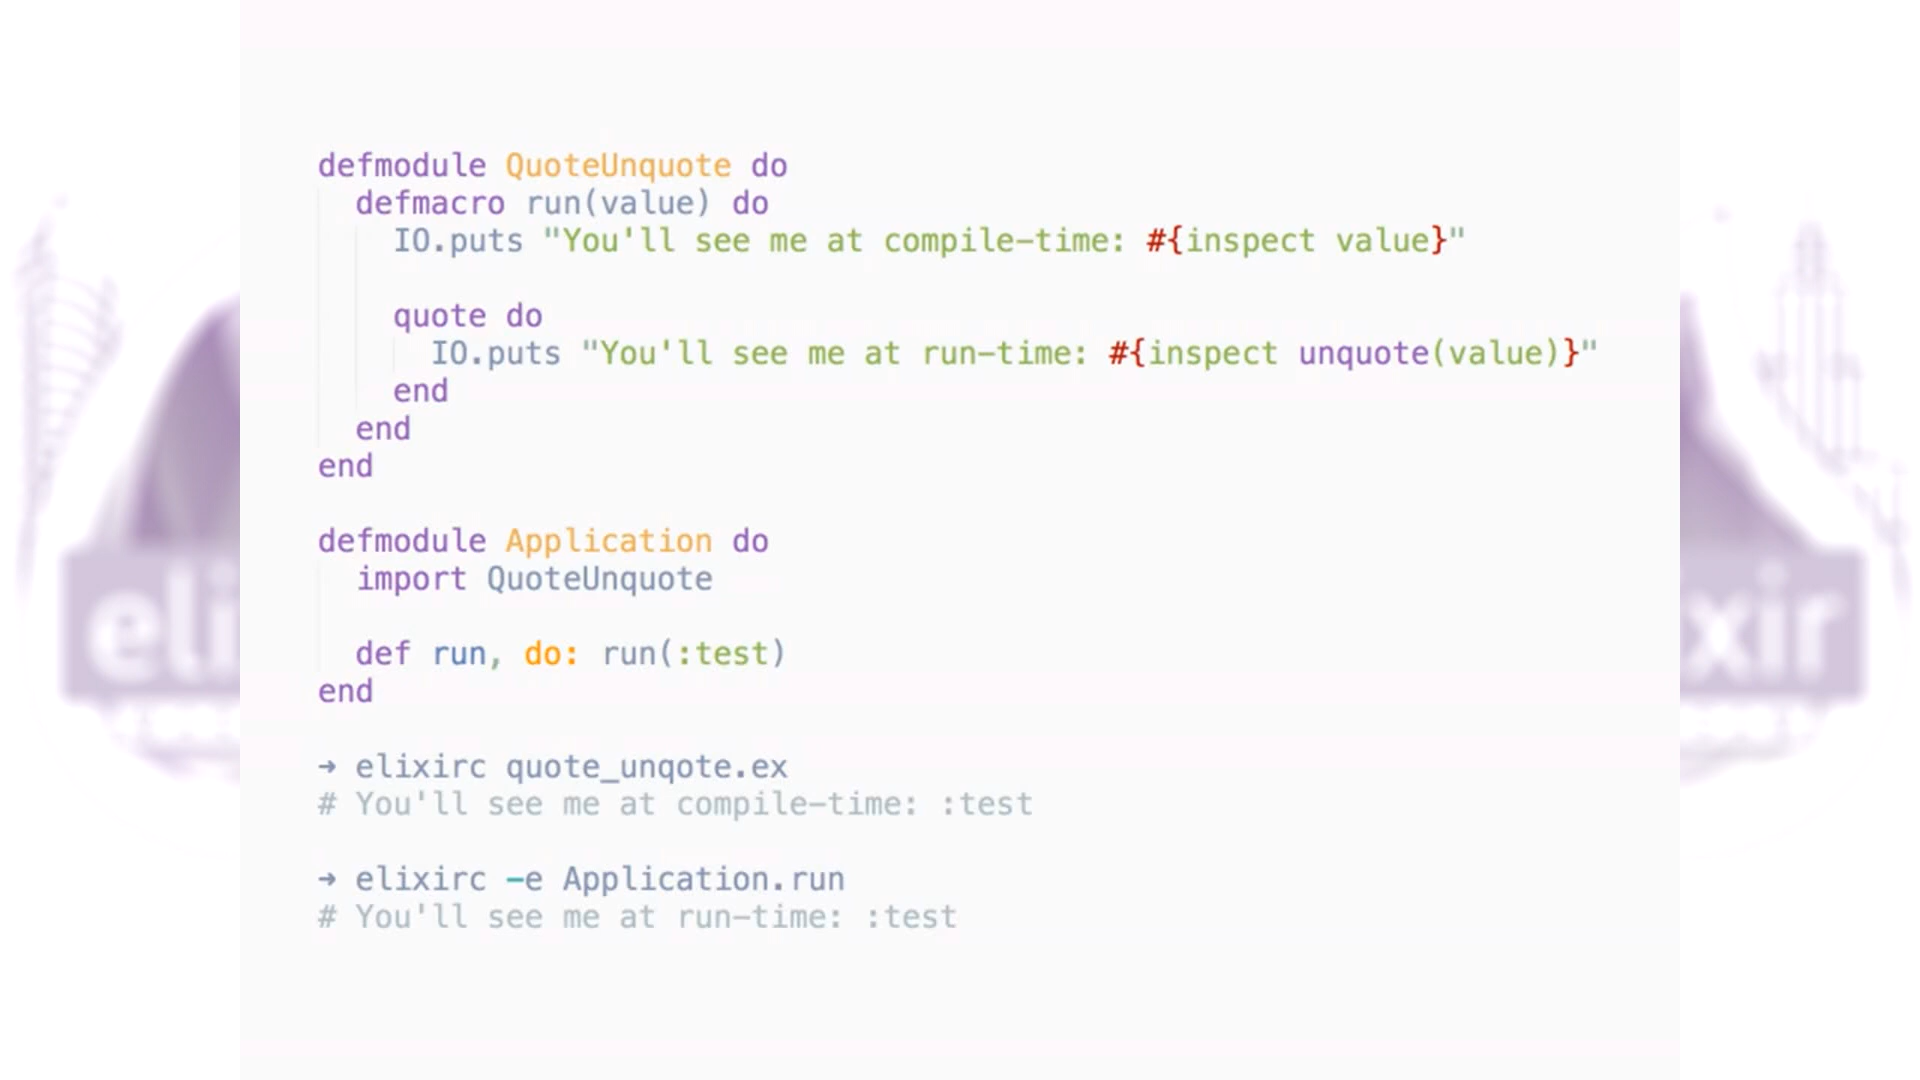 defmodule QuoteUnquote do
defmacro run(value) do
IO.puts "You'll see me at compile-time: #{inspect value}"
quote do
IO.puts "You'll see me at run-time: #{inspect unquote(value)}"
end
end
end
defmodule Application do
import QuoteUnquote
def run, do: run(:test)
end
➜ elixirc quote_unqote.ex
# You'll see me at compile-time: :test
➜ elixirc -e Application.run
# You'll see me at run-time: :test
eli
xir